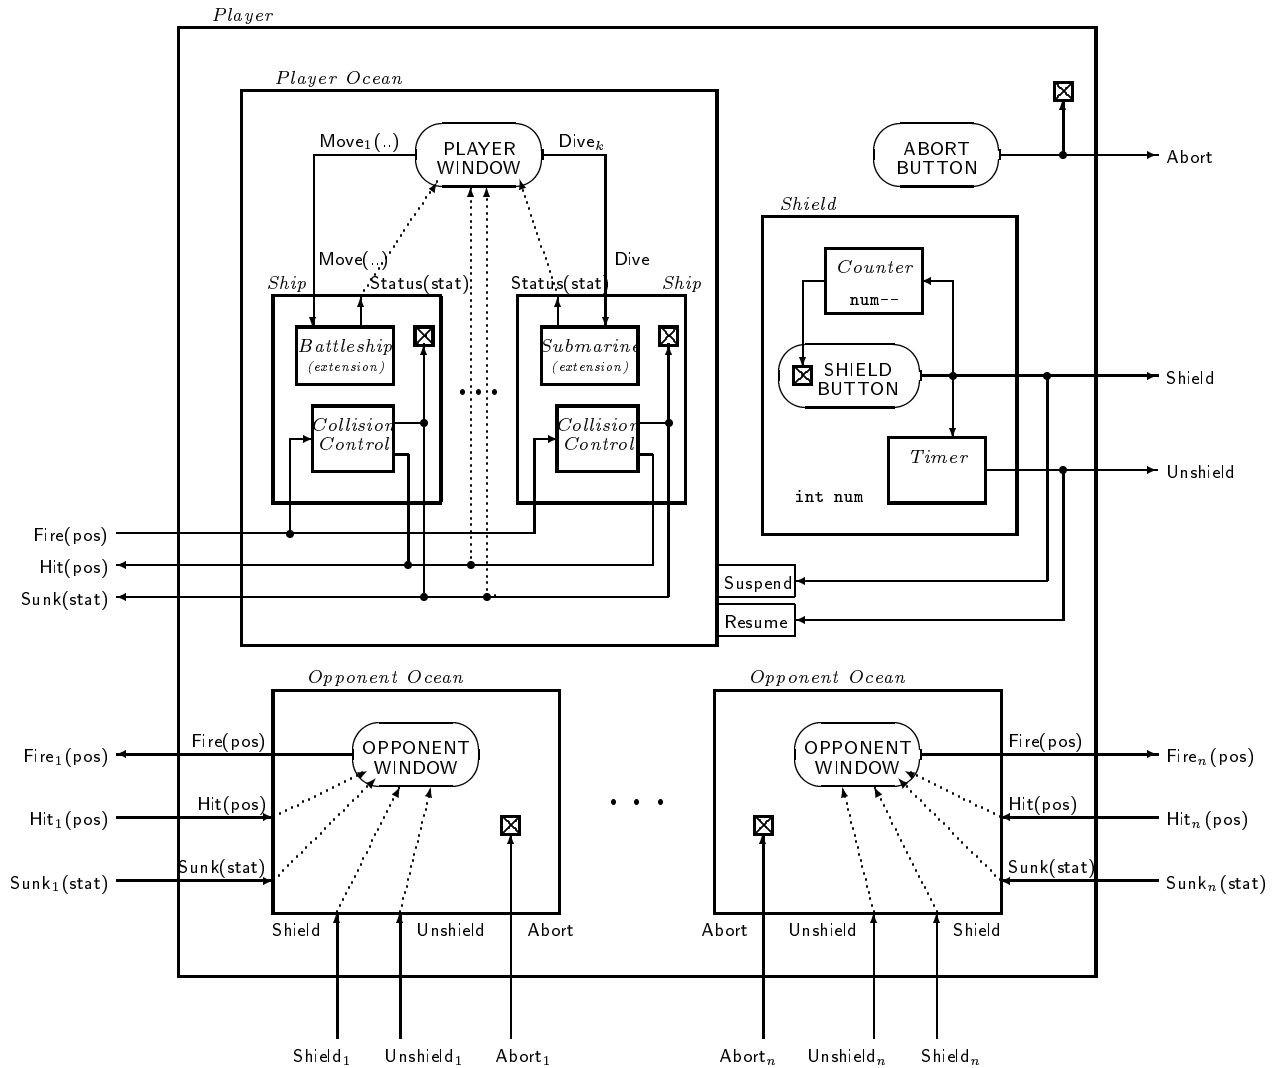 Player
Player Ocean
Move1(..)
PLAYER
WINDOW
Divek
ABORT
BUTTON
Abort
Shield
Move(..)
Dive
Counter
num--
Ship
Status(stat)
Status(stat)
Ship
Battleship
(extension)
Submarine
(extension)
SHIELD
BUTTON
Shield
...
Collision
Control
Collision
Control
Timer
Unshield
int num
Fire(pos)
Hit(pos)
Sunk(stat)
Suspend
Resume
Opponent Ocean
Opponent Ocean
Fire1(pos)
Fire(pos)
OPPONENT
WINDOW
OPPONENT
WINDOW
Fire(pos)
Firen(pos)
Hit1(pos)
Hit(pos)
. . .
Hit(pos)
Hitn(pos)
Sunk1(stat)
Sunk(stat)
Sunk(stat)
Sunkn(stat)
Shield
Unshield
Abort
Abort
Unshield
Shield
Shield1
Unshield1
Abort1
Abortn
Unshieldn
Shieldn